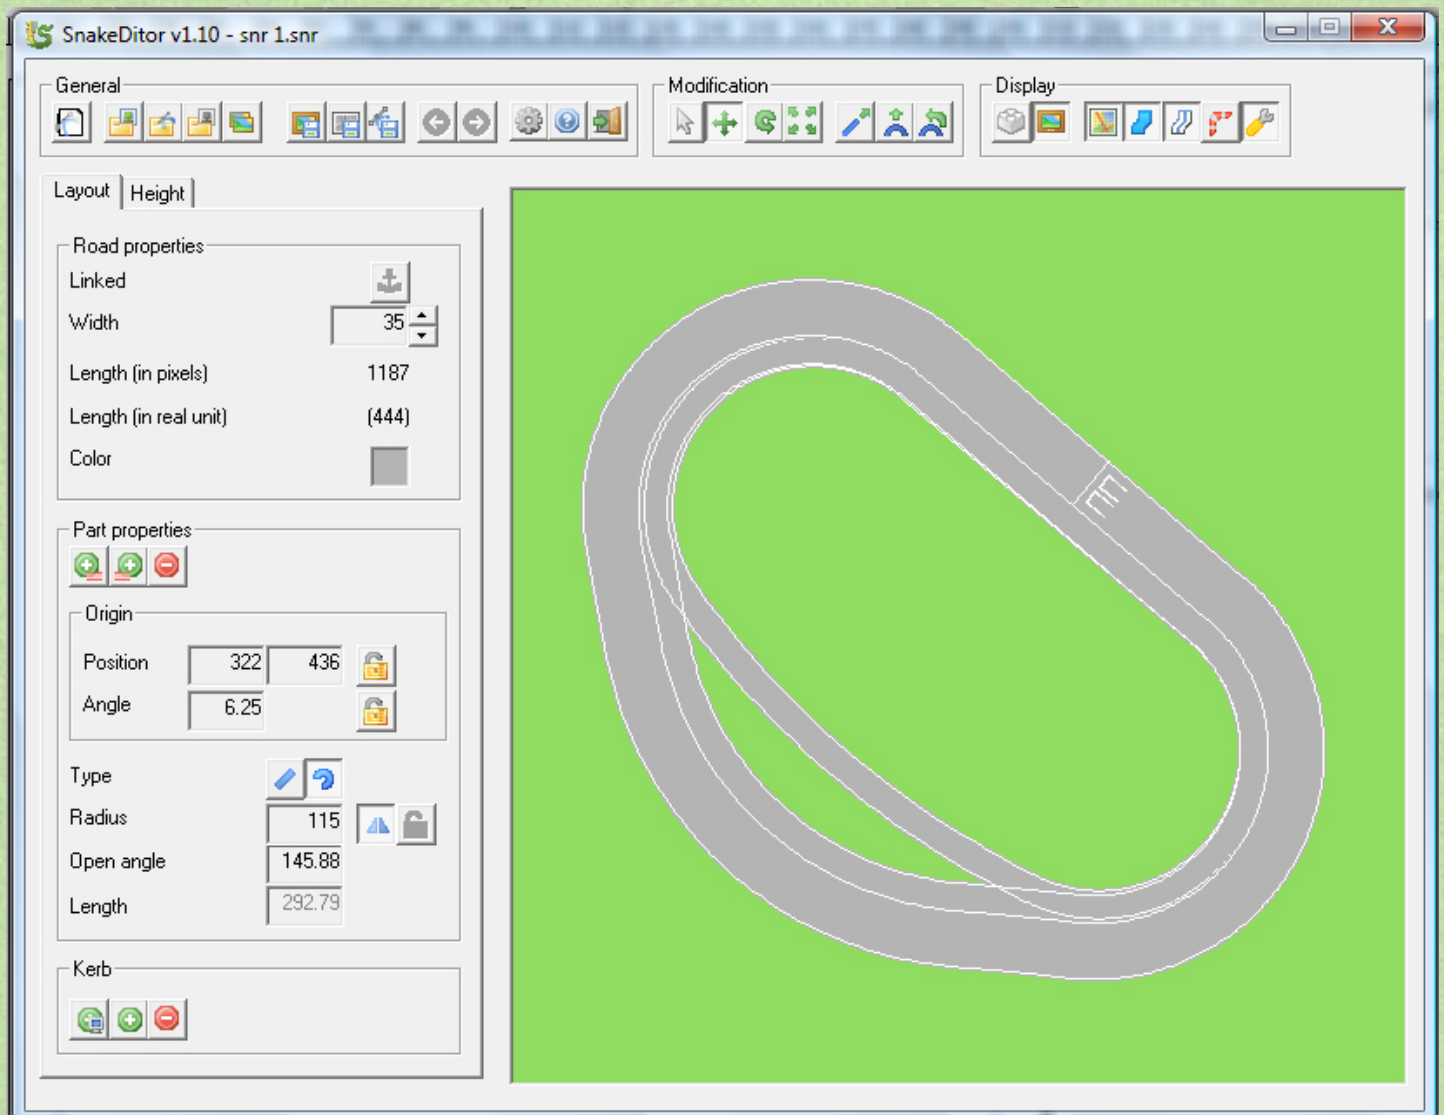 SnakeDitor v1.10 - snr 1.snr
General
Modification
Display
Layout
Height
Road properties
Linked
Width 35
Length (in pixels) 1187
Length (in real unit) (444)
Color
Part properties
Origin
Position 322 436
Angle 6.25
Type
Radius 115
Open angle 145.88
Length 292.79
Kerb